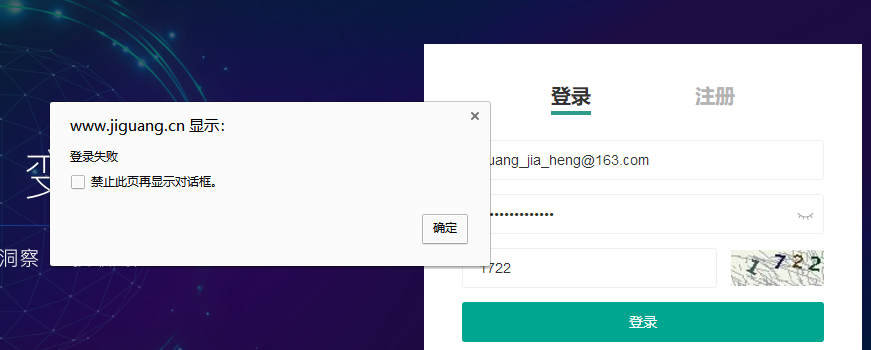 www.jiguang.cn 显示:
登录失败
禁止此页再显示对话框。
确定
洞察
登录
注册
uang_jia_heng@163.com
•••••••••••••
1722
1722
登录